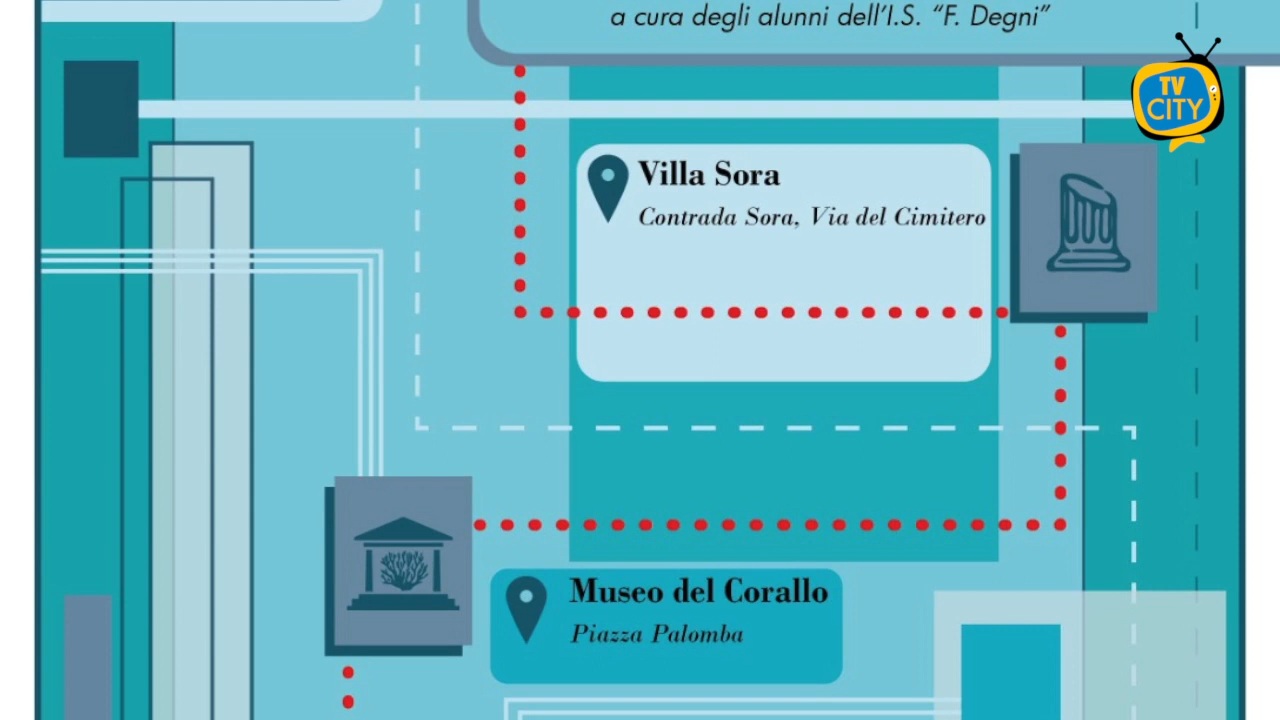 a cura degli alunni dell'I.S. "F. Degni"
TV
CITY
Villa Sora
Contrada Sora, Via del Cimitero
Museo del Corallo
Piazza Palomba